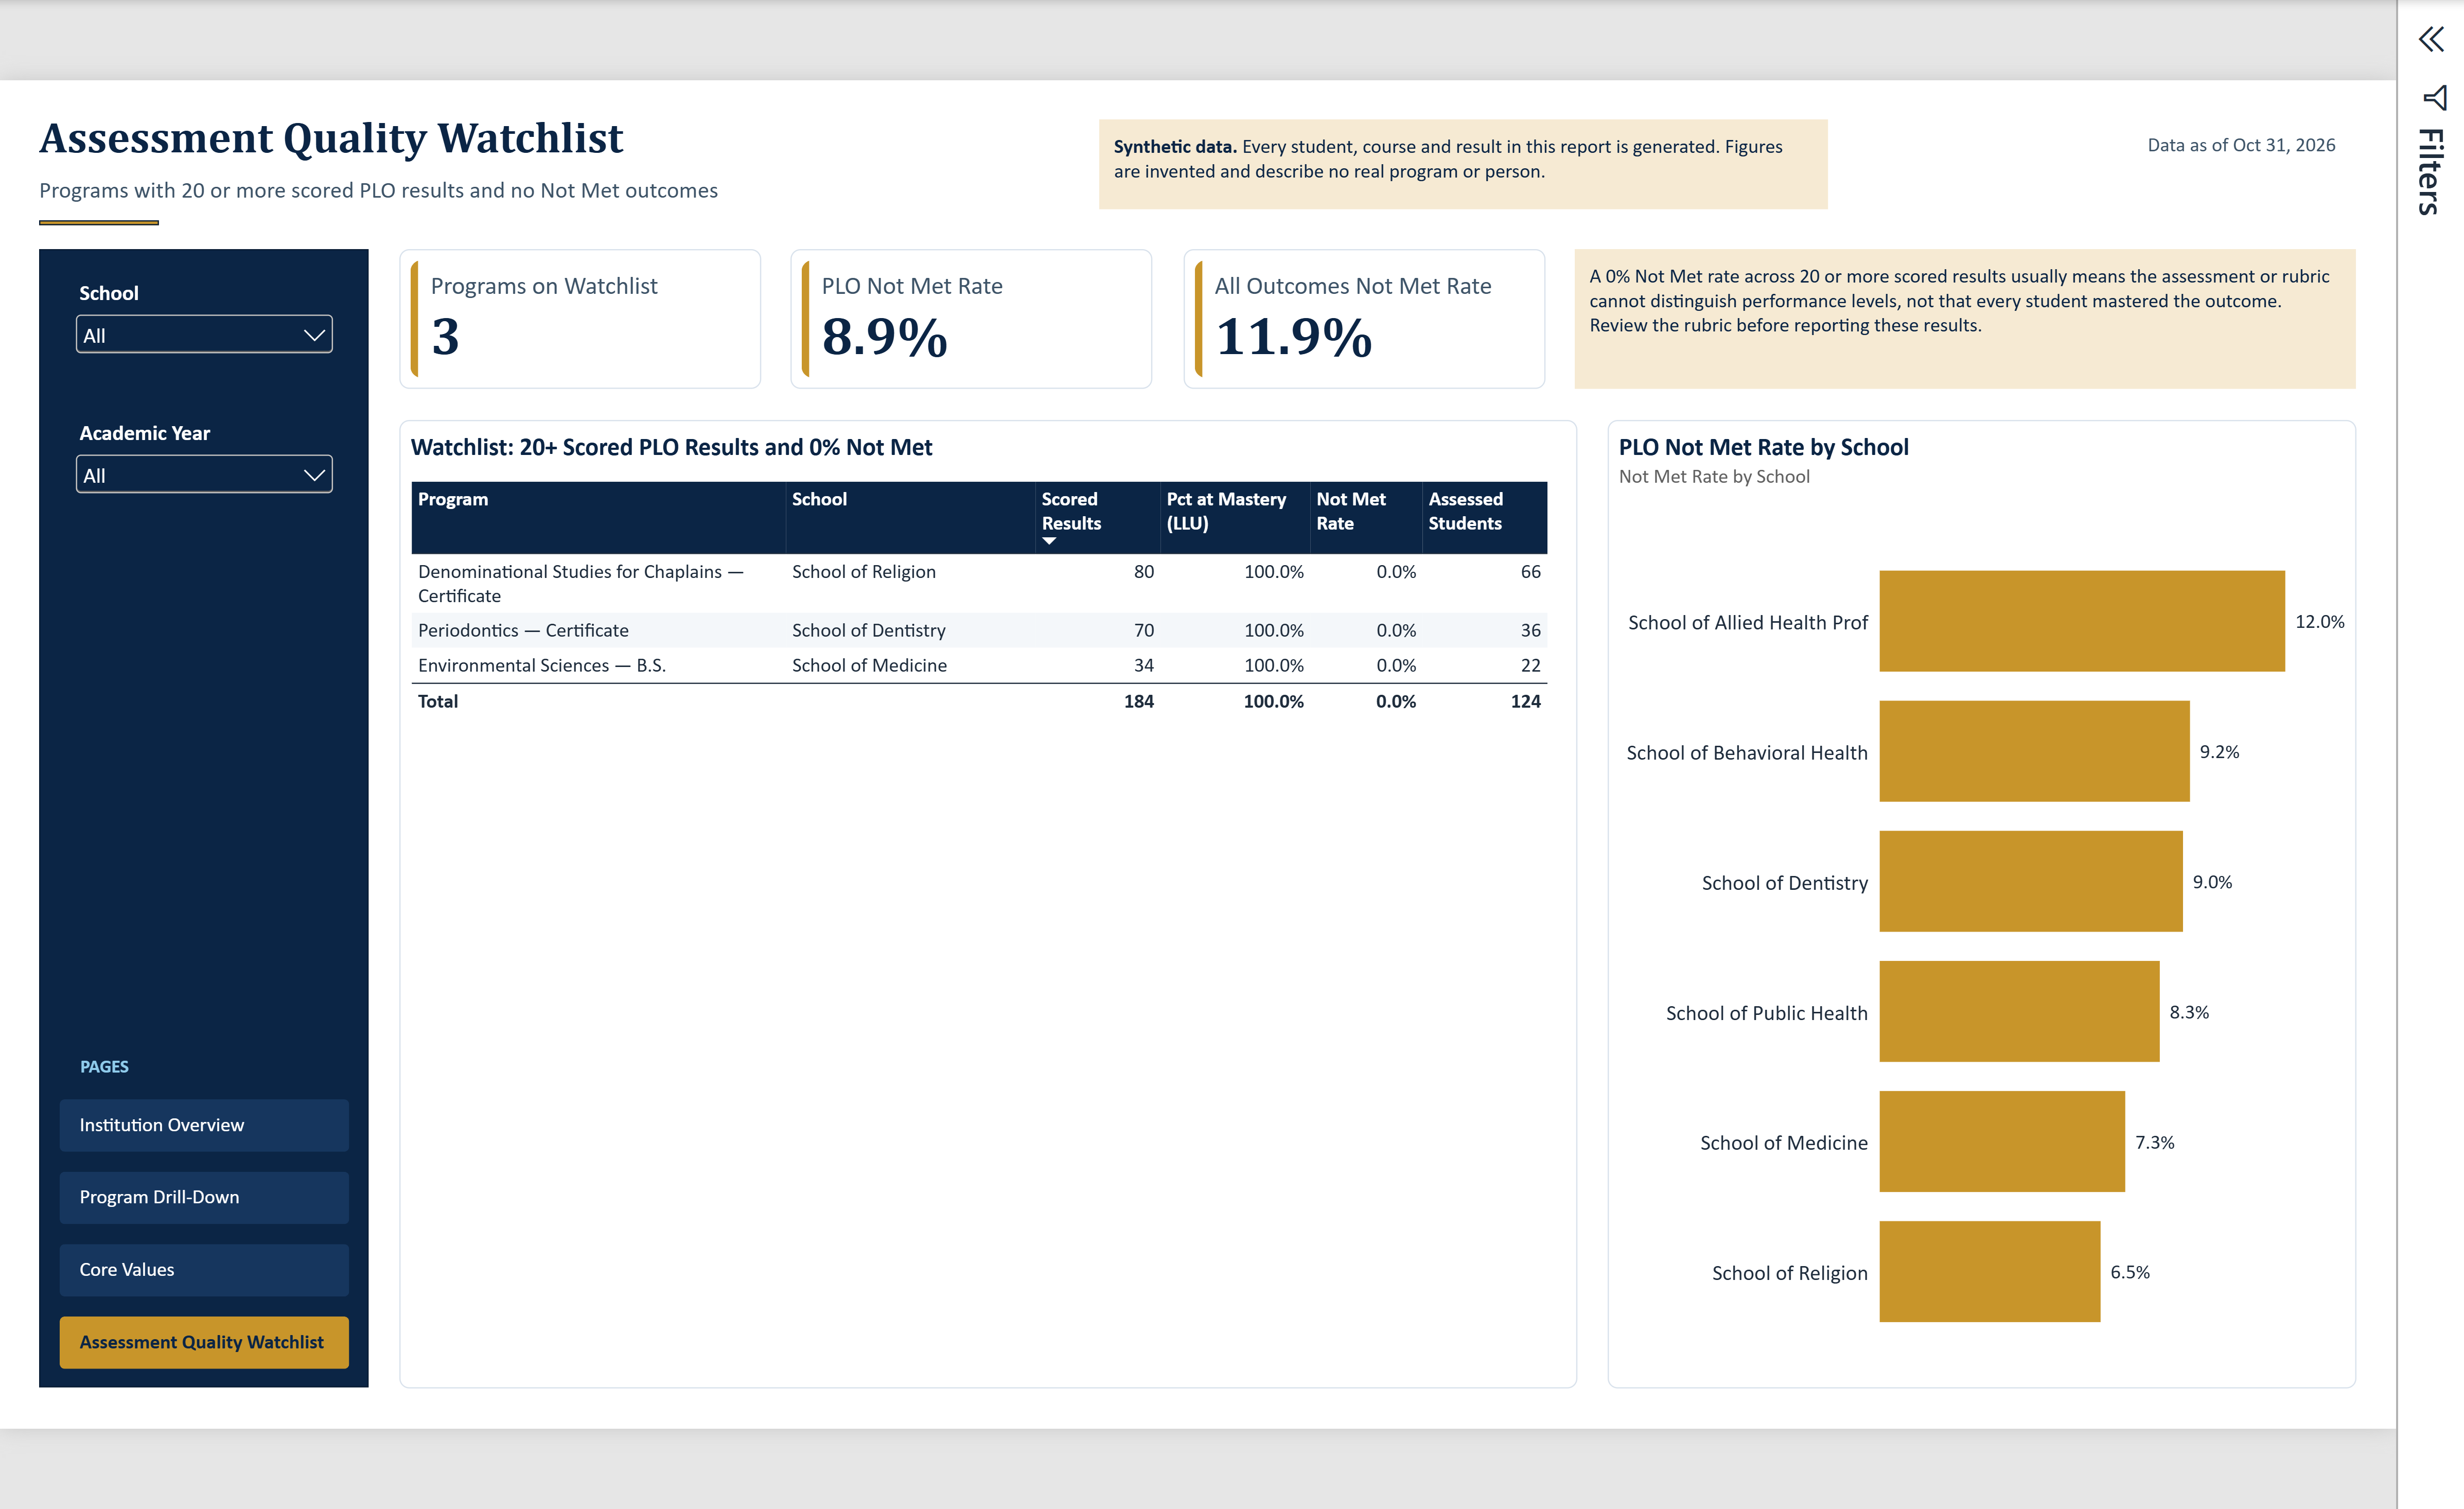 Assessment Quality Watchlist
Programs with 20 or more scored PLO results and no Not Met outcomes
Synthetic data. Every student, course and result in this report is generated. Figures
are invented and describe no real program or person.
Data as of Oct 31, 2026
Filters
School
All
Academic Year
All
PAGES
Institution Overview
Program Drill-Down
Core Values
Assessment Quality Watchlist
Programs on Watchlist
3
PLO Not Met Rate
8.9%
All Outcomes Not Met Rate
11.9%
A 0% Not Met rate across 20 or more scored results usually means the assessment or rubric
cannot distinguish performance levels, not that every student mastered the outcome.
Review the rubric before reporting these results.
Watchlist: 20+ Scored PLO Results and 0% Not Met
Program School Scored Results Pct at Mastery (LLU) Not Met Rate Assessed Students
Denominational Studies for Chaplains — Certificate School of Religion 80 100.0% 0.0% 66
Periodontics — Certificate School of Dentistry 70 100.0% 0.0% 36
Environmental Sciences — B.S. School of Medicine 34 100.0% 0.0% 22
Total 184 100.0% 0.0% 124
PLO Not Met Rate by School
Not Met Rate by School
School of Allied Health Prof 12.0%
School of Behavioral Health 9.2%
School of Dentistry 9.0%
School of Public Health 8.3%
School of Medicine 7.3%
School of Religion 6.5%